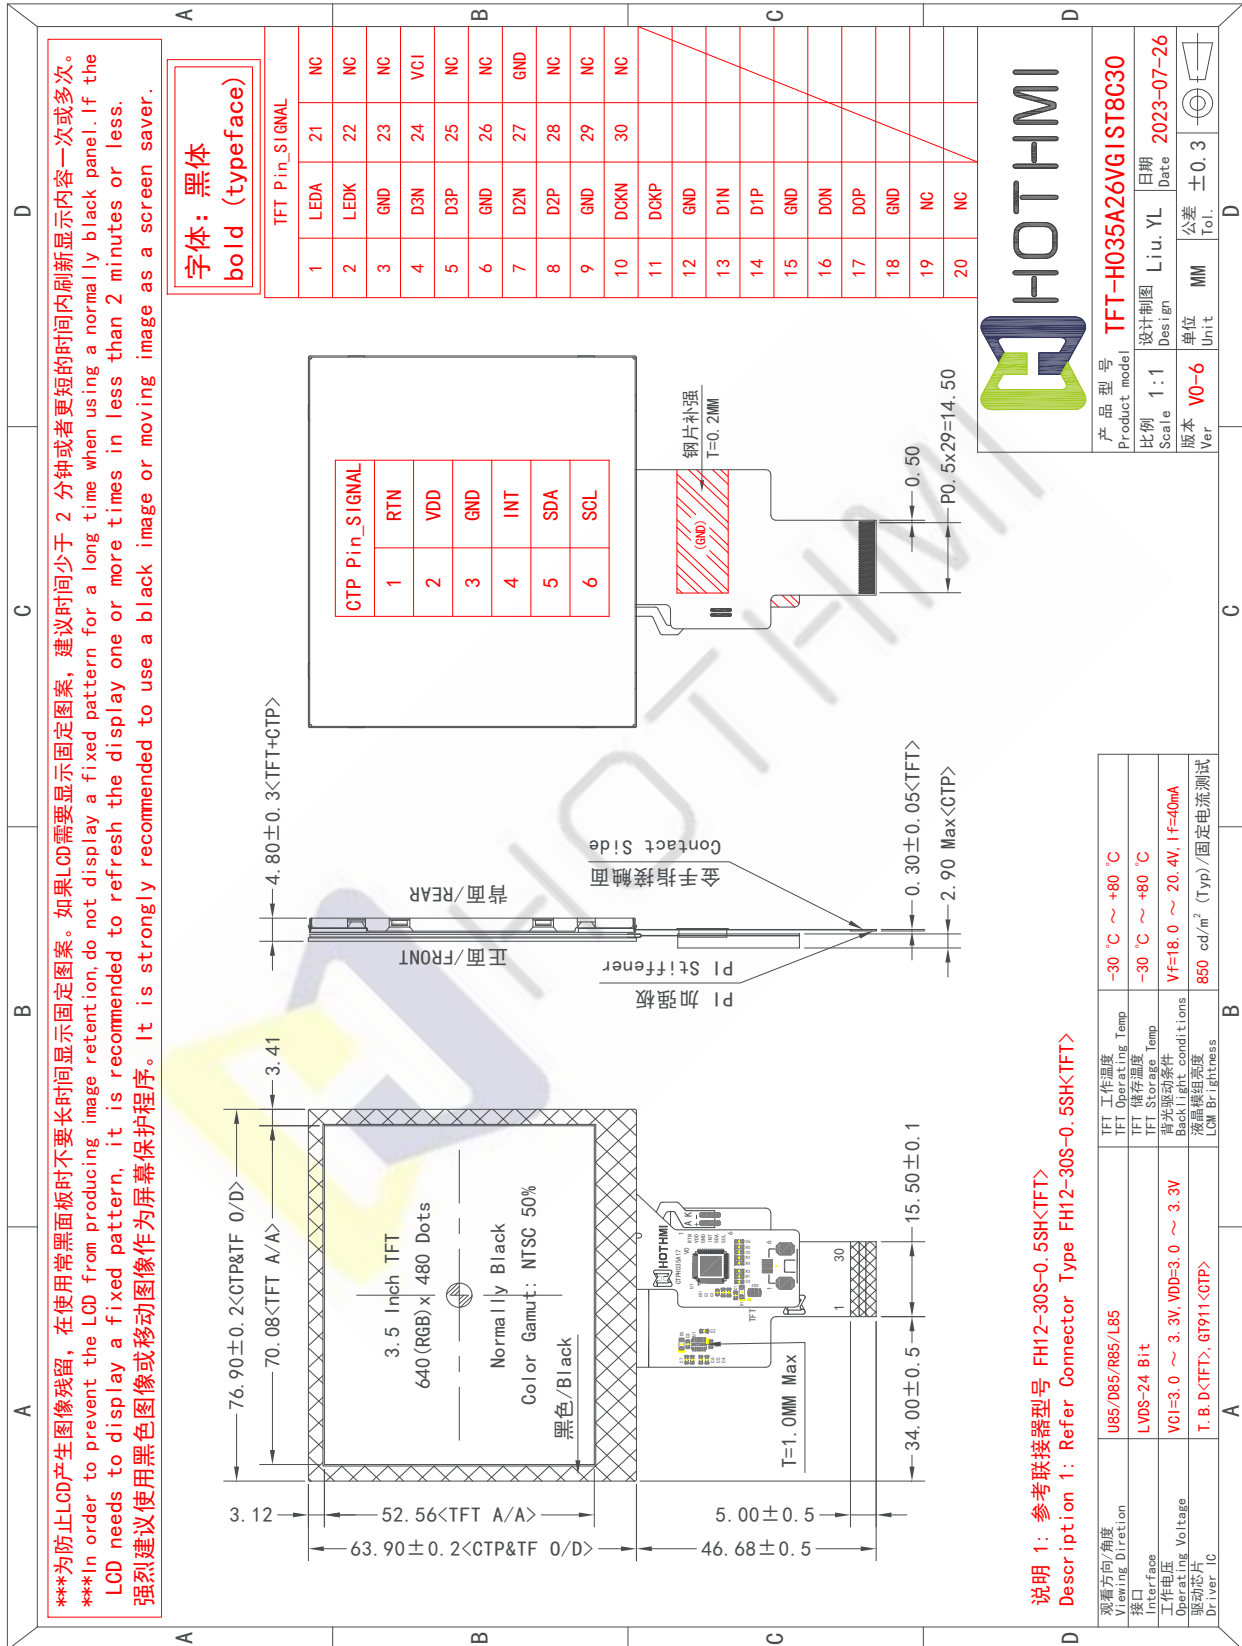 ***为防止LCD产生图像残留, 在使用常黑面板时不要长时间显示固定图案。如果LCD需要显示固定图案, 建议时间少于 2 分钟或者更短的时间内刷新显示内容一次或多次。
***In order to prevent the LCD from producing image retention, do not display a fixed pattern for a long time when using a normally black panel. If the
LCD needs to display a fixed pattern, it is recommended to refresh the display one or more times in less than 2 minutes or less.
强烈建议使用黑色图像或移动图像作为屏幕保护程序。It is strongly recommended to use a black image or moving image as a screen saver.
字体: 黑体
bold (typeface)
TFT Pin_SIGNAL
1 LEDA 21 NC
2 LEDK 22 NC
3 GND 23 NC
4 D3N 24 VCI
5 D3P 25 NC
6 GND 26 NC
7 D2N 27 GND
8 D2P 28 NC
9 GND 29 NC
10 DCKN 30 NC
11 DCKP
12 GND
13 D1N
14 D1P
15 GND
16 D0N
17 D0P
18 GND
19 NC
20 NC
76.90±0.2<CTP&TF O/D>
70.08<TFT A/A>
3.41
3.12
52.56<TFT A/A>
63.90±0.2<CTP&TF O/D>
3.5 Inch TFT
640(RGB)x 480 Dots
Normally Black
Color Gamut: NTSC 50%
黑色/Black
HOTHMI
CTPH035A17
A K
TFT
1 30
T=1.0MM Max
5.00±0.5
46.68±0.5
34.00±0.5
15.50±0.1
4.80±0.3<TFT+CTP>
背面/REAR
正面/FRONT
金手指接触面
Contact Side
PI 加强板
PI Stiffener
0.30±0.05<TFT>
2.90 Max<CTP>
CTP Pin_SIGNAL
1 RTN
2 VDD
3 GND
4 INT
5 SDA
6 SCL
钢片补强
T=0.2MM
(GND)
0.50
P0.5x29=14.50
说明 1: 参考联接器型号 FH12-30S-0.5SH<TFT>
Description 1: Refer Connector Type FH12-30S-0.5SH<TFT>
观看方向/角度
Viewing Diretion
U85/D85/R85/L85
TFT 工作温度
TFT Operating Temp
-30 ℃ ～ +80 ℃
接口
Interface
LVDS-24 Bit
TFT 储存温度
TFT Storage Temp
-30 ℃ ～ +80 ℃
工作电压
Operating Voltage
VCI=3.0 ～ 3.3V, VDD=3.0 ～ 3.3V
背光驱动条件
Backlight conditions
Vf=18.0 ～ 20.4V, If=40mA
驱动芯片
Driver IC
T.B.D<TFT>, GT911<CTP>
液晶模组亮度
LCM Brightness
850 cd/m² (Typ)/固定电流测试
HOTHMI
产 品 型 号
Product model
TFT-H035A26VGIST8C30
比例
Scale
1:1
设计制图
Design
Liu.YL
日期
Date
2023-07-26
版本
Ver
V0-6
单位
Unit
MM
公差
Tol.
±0.3
A
B
C
D
A
B
C
D
A
B
C
D
A
B
C
D
HOTHMI